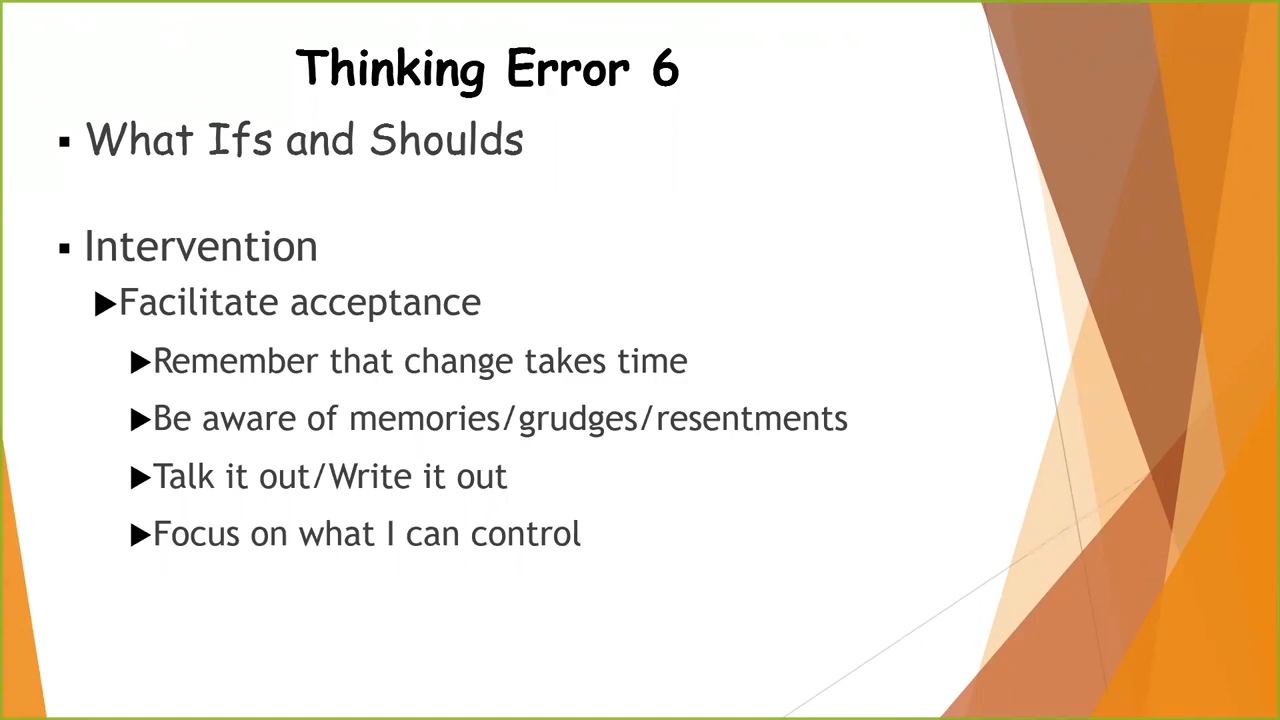 Thinking Error 6
▪ What Ifs and Shoulds
▪ Intervention
▶Facilitate acceptance
▶Remember that change takes time
▶Be aware of memories/grudges/resentments
▶Talk it out/Write it out
▶Focus on what I can control